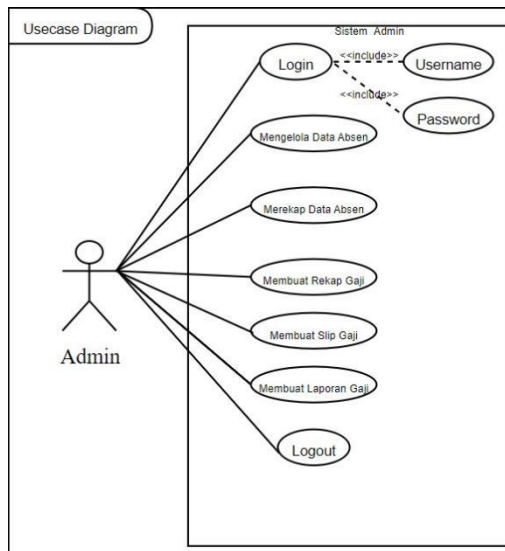 Usecase Diagram
Sistem Admin
Login
<<include>>
Username
<<include>>
Password
Mengelola Data Absen
Merekap Data Absen
Membuat Rekap Gaji
Membuat Slip Gaji
Membuat Laporan Gaji
Logout
Admin